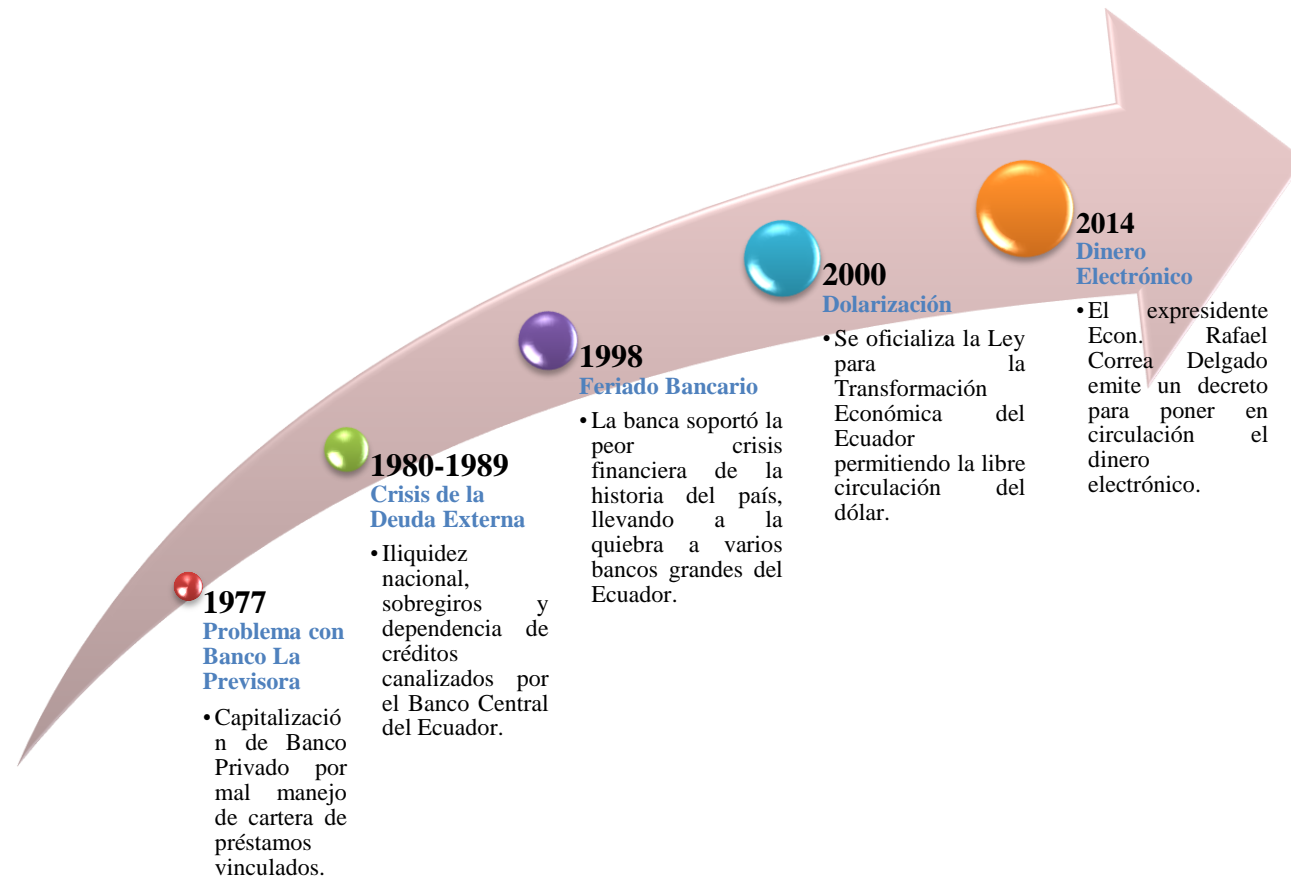 1977
Problema con
Banco La
Previsora
• Capitalizació
n de Banco
Privado por
mal manejo
de cartera de
préstamos
vinculados.
1980-1989
Crisis de la
Deuda Externa
• Iliquidez
nacional,
sobregiros y
dependencia de
créditos
canalizados por
el Banco Central
del Ecuador.
1998
Feriado Bancario
• La banca soportó la
peor crisis
financiera de la
historia del país,
llevando a la
quiebra a varios
bancos grandes del
Ecuador.
2000
Dolarización
• Se oficializa la Ley
para la
Transformación
Económica del
Ecuador
permitiendo la libre
circulación del
dólar.
2014
Dinero
Electrónico
• El expresidente
Econ. Rafael
Correa Delgado
emite un decreto
para poner en
circulación el
dinero
electrónico.